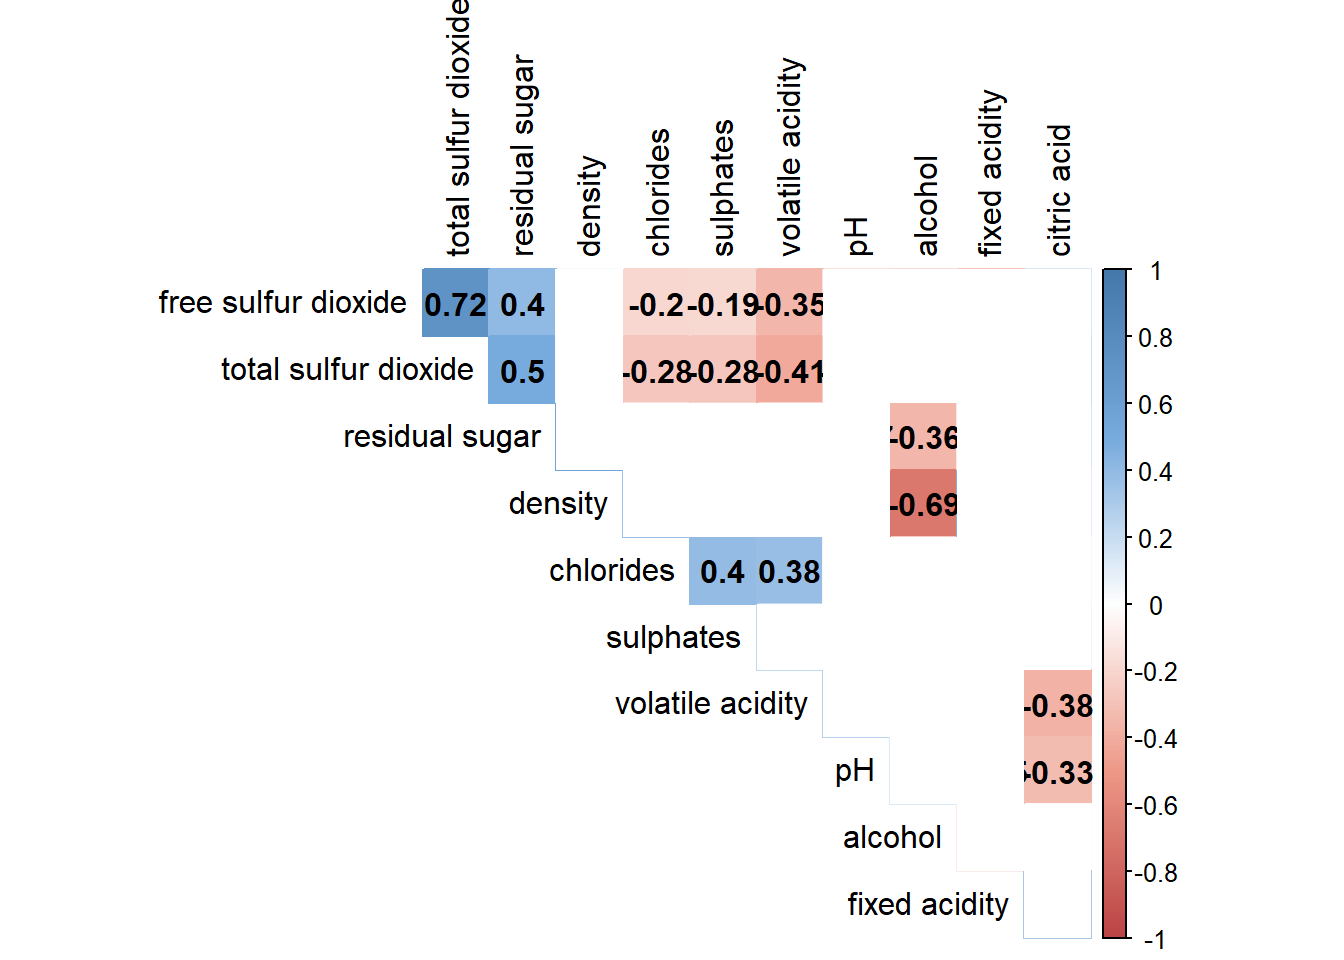 total sulfur dioxide
residual sugar
density
chlorides
sulphates
volatile acidity
pH
alcohol
fixed acidity
citric acid
free sulfur dioxide 0.72 0.4 -0.2 -0.19 -0.35
total sulfur dioxide 0.5 -0.28 -0.28 -0.41
residual sugar -0.36
density -0.69
chlorides 0.4 0.38
sulphates
volatile acidity -0.38
pH -0.33
alcohol
fixed acidity
1
0.8
0.6
0.4
0.2
0
-0.2
-0.4
-0.6
-0.8
-1